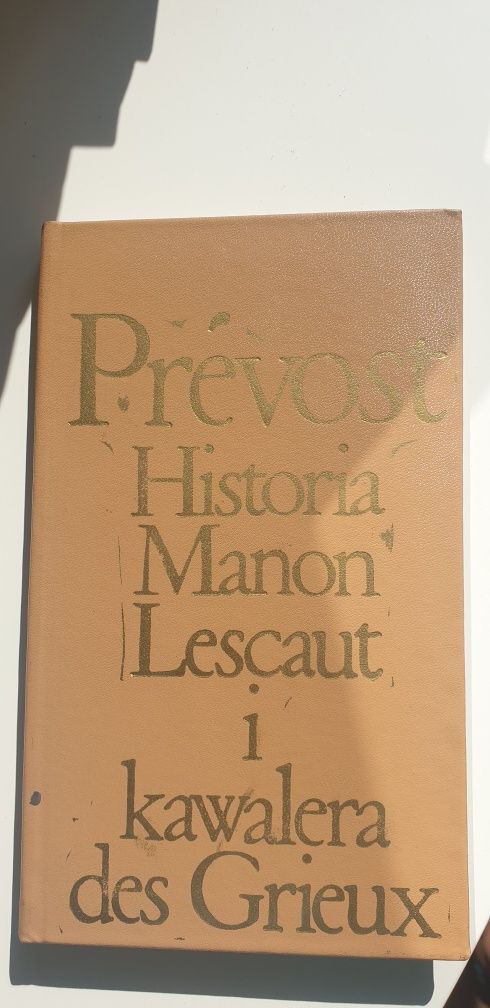 Prévost
Historia
Manon
Lescaut
i
kawalera
des Grieux